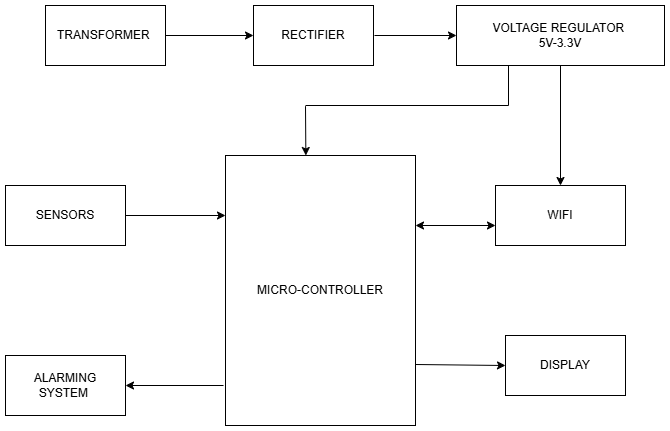 TRANSFORMER
RECTIFIER
VOLTAGE REGULATOR
5V-3.3V
SENSORS
WIFI
MICRO-CONTROLLER
ALARMING
SYSTEM
DISPLAY